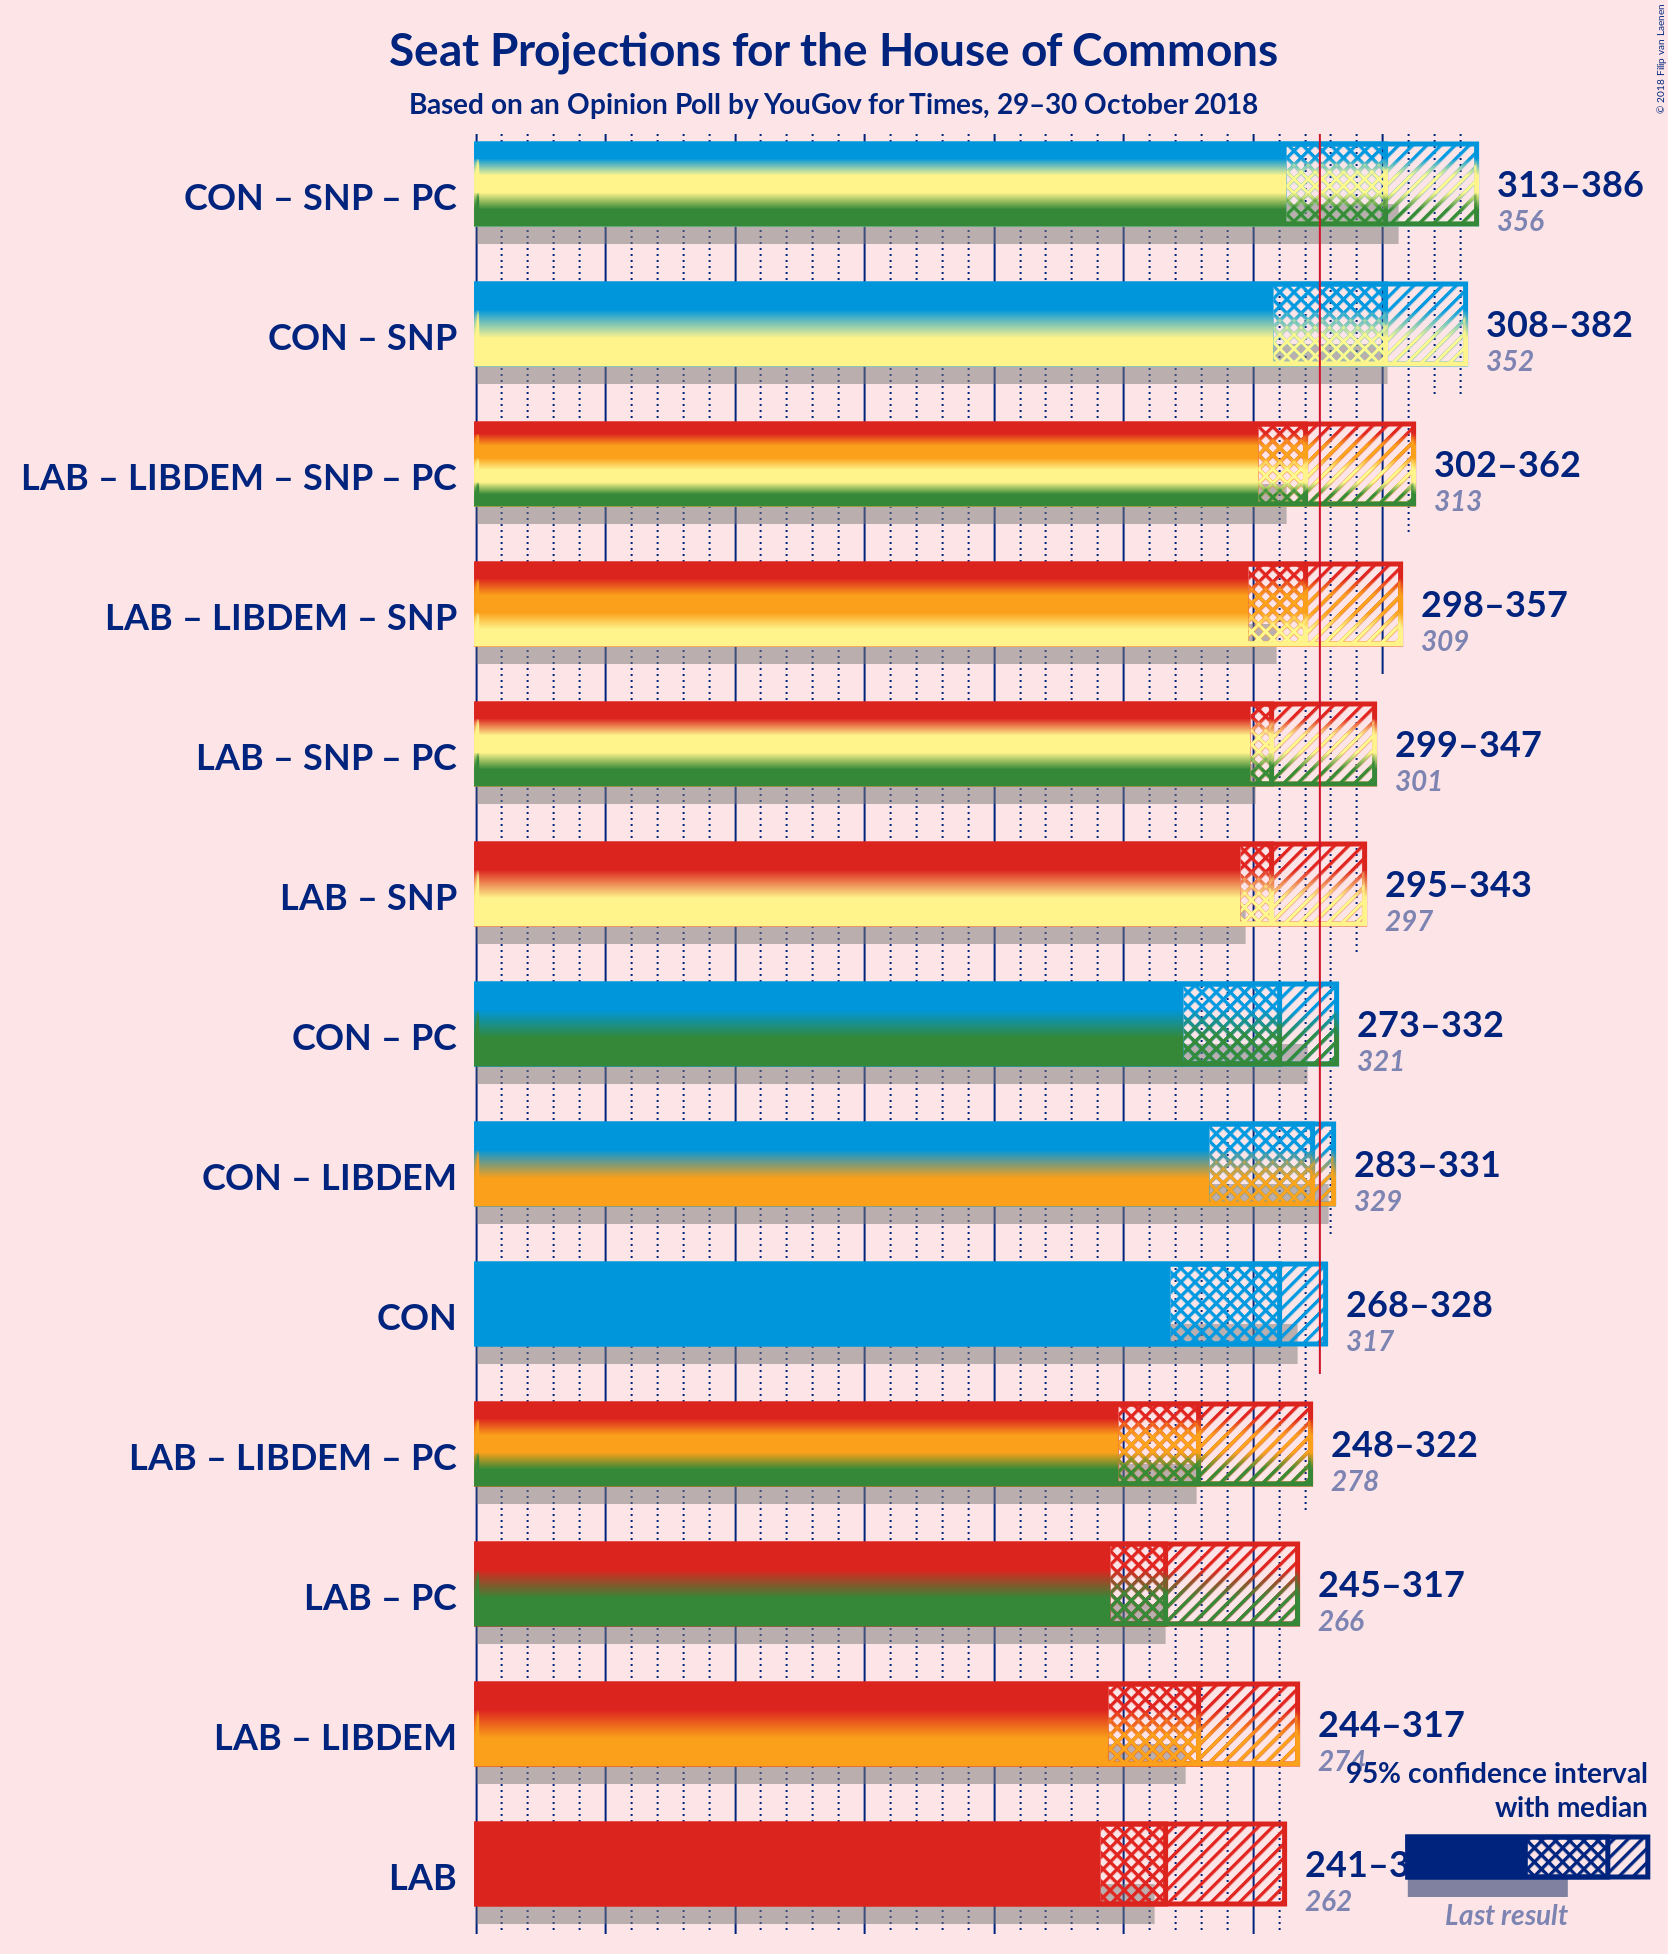 Seat Projections for the House of Commons
Based on an Opinion Poll by YouGov for Times, 29–30 October 2018
© 2018 Filip van Laenen
CON – SNP – PC
313–386
356
CON – SNP
308–382
352
LAB – LIBDEM – SNP – PC
302–362
313
LAB – LIBDEM – SNP
298–357
309
LAB – SNP – PC
299–347
301
LAB – SNP
295–343
297
CON – PC
273–332
321
CON – LIBDEM
283–331
329
CON
268–328
317
LAB – LIBDEM – PC
248–322
278
LAB – PC
245–317
266
LAB – LIBDEM
244–317
274
95% confidence interval
with median
LAB
241–3
262
Last result